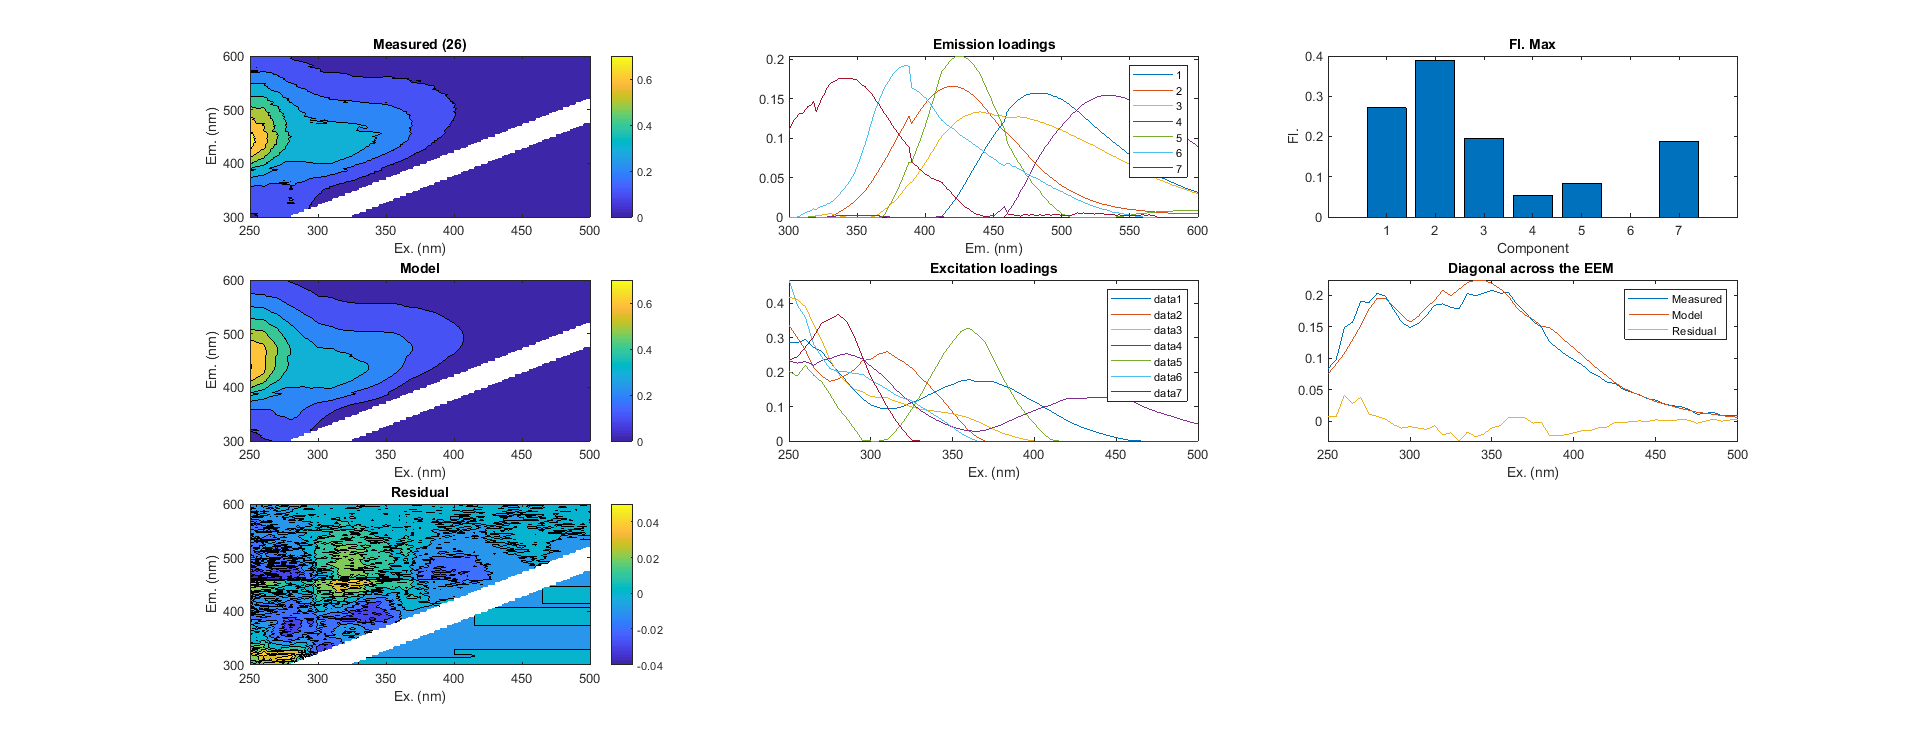 Measured (26)
600
500
400
300
Em. (nm)
250 300 350 400 450 500
Ex. (nm)
0.6
0.4
0.2
0
Emission loadings
0.2
0.15
0.1
0.05
0
300 350 400 450 500 550 600
Em. (nm)
1
2
3
4
5
6
7
Fl. Max
0.4
0.3
0.2
0.1
0
Fl.
1 2 3 4 5 6 7
Component
Model
600
500
400
300
Em. (nm)
250 300 350 400 450 500
Ex. (nm)
0.6
0.4
0.2
0
Excitation loadings
0.4
0.3
0.2
0.1
0
250 300 350 400 450 500
Ex. (nm)
data1
data2
data3
data4
data5
data6
data7
Diagonal across the EEM
0.2
0.15
0.1
0.05
0
250 300 350 400 450 500
Ex. (nm)
Measured
Model
Residual
Residual
600
500
400
300
Em. (nm)
250 300 350 400 450 500
Ex. (nm)
0.04
0.02
0
-0.02
-0.04